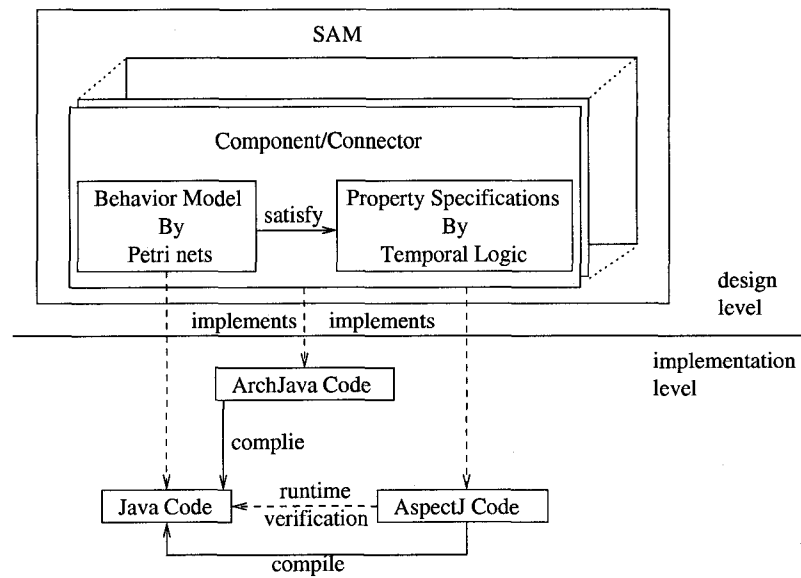 SAM
Component/Connector
Behavior Model
By
Petri nets
satisfy
Property Specifications
By
Temporal Logic
design
level
implements
implements
implementation
level
ArchJava Code
complie
Java Code
runtime
verification
AspectJ Code
compile